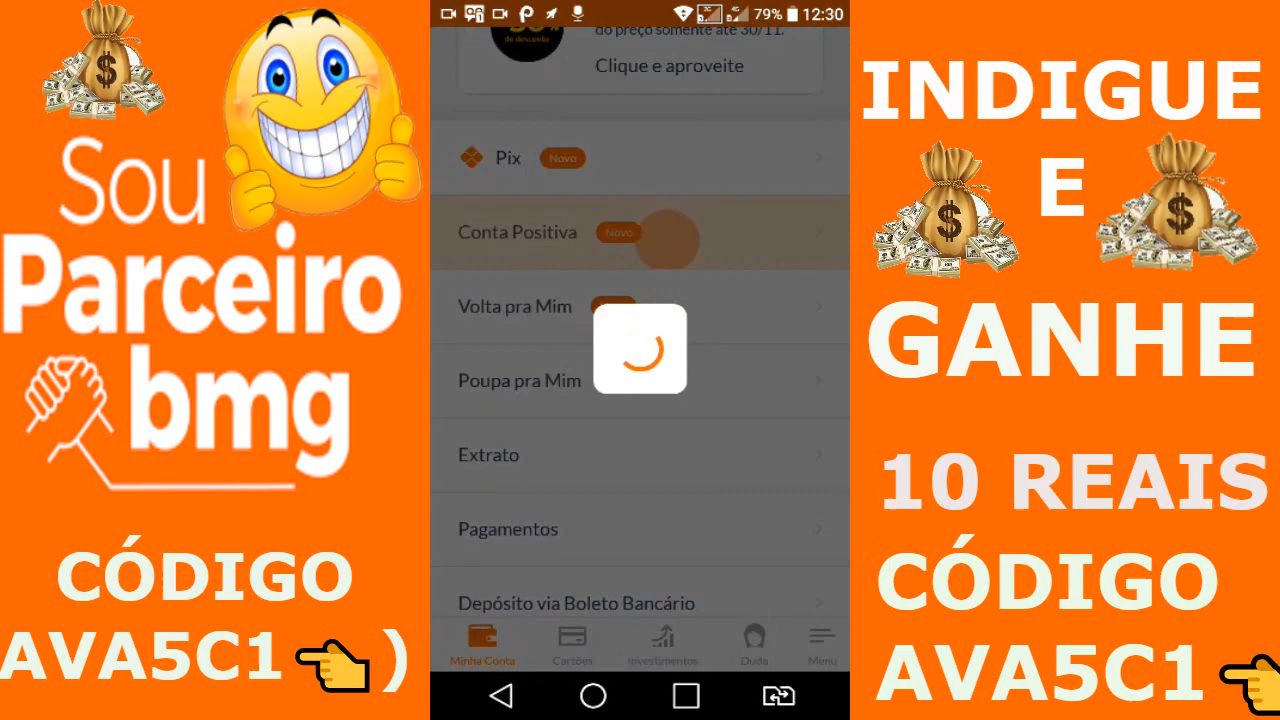 Sou
Parceiro
bmg
CÓDIGO
AVA5C1 )
79% 12:30
de desconto
do preço somente até 30/11.
Clique e aproveite
Pix Novo
Conta Positiva Novo
Volta pra Mim
Poupa pra Mim
Extrato
Pagamentos
Depósito via Boleto Bancário
Minha Conta Cartões Investimentos Duda Menu
INDIGUE
E
GANHE
10 REAIS
CÓDIGO
AVA5C1